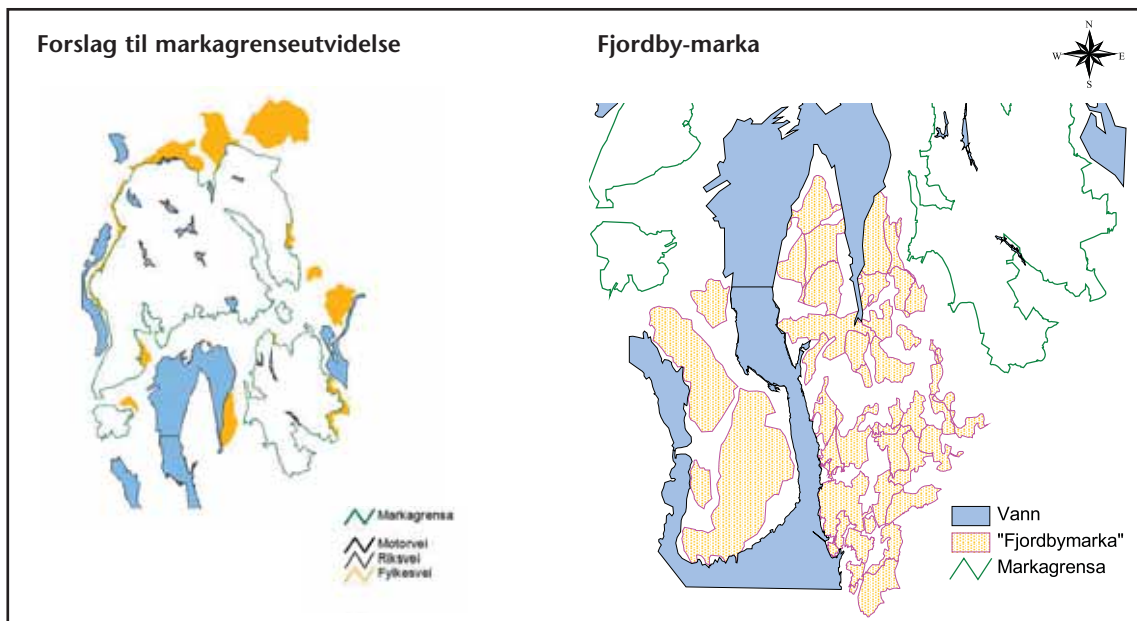 Forslag til markagrenseutvidelse
Markagrensa
Motorvei
Riksvei
Fylkesvei
Fjordby-marka
N
W E
S
Vann
"Fjordbymarka"
Markagrensa